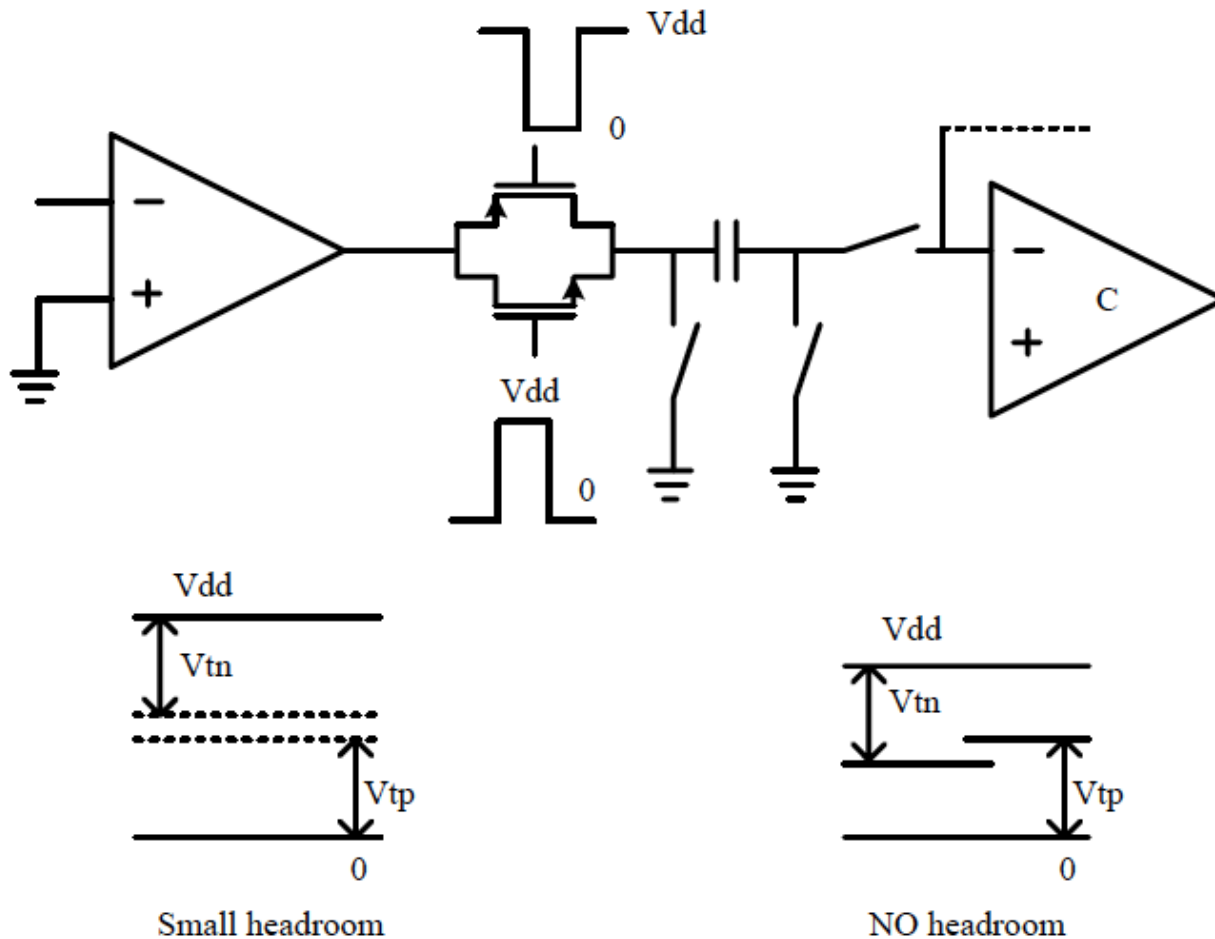 Vdd
0
−
+
−
C
+
Vdd
0
Vdd
Vtn
Vtp
0
Small headroom
Vdd
Vtn
Vtp
0
NO headroom